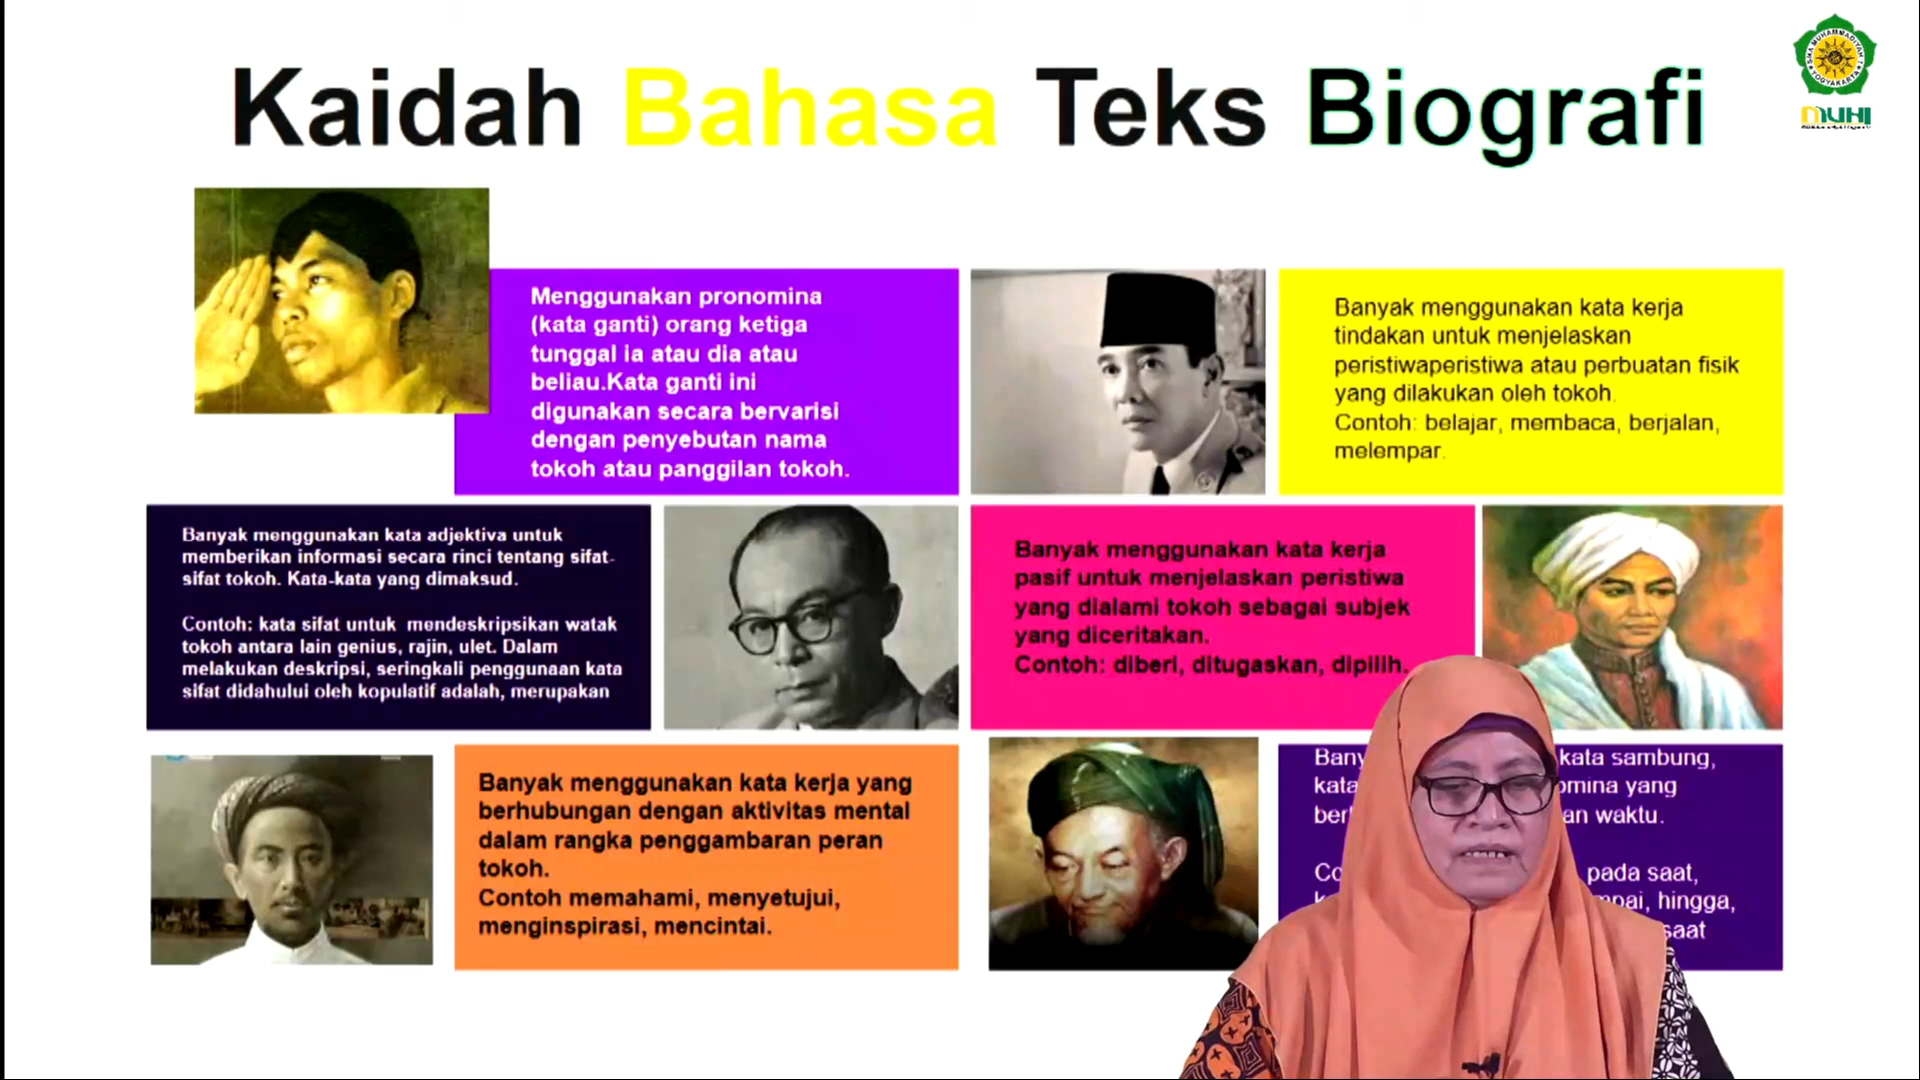 Kaidah Bahasa Teks Biografi
SMA MUHAMMADIYAH
YOGYAKARTA
MUHI
Menggunakan pronomina
(kata ganti) orang ketiga
tunggal ia atau dia atau
beliau.Kata ganti ini
digunakan secara bervarisi
dengan penyebutan nama
tokoh atau panggilan tokoh.
Banyak menggunakan kata kerja
tindakan untuk menjelaskan
peristiwaperistiwa atau perbuatan fisik
yang dilakukan oleh tokoh.
Contoh: belajar, membaca, berjalan,
melempar.
Banyak menggunakan kata adjektiva untuk
memberikan informasi secara rinci tentang sifat-
sifat tokoh. Kata-kata yang dimaksud.
Contoh: kata sifat untuk mendeskripsikan watak
tokoh antara lain genius, rajin, ulet. Dalam
melakukan deskripsi, seringkali penggunaan kata
sifat didahului oleh kopulatif adalah, merupakan
Banyak menggunakan kata kerja
pasif untuk menjelaskan peristiwa
yang dialami tokoh sebagai subjek
yang diceritakan.
Contoh: diberi, ditugaskan, dipilih.
Banyak menggunakan kata kerja yang
berhubungan dengan aktivitas mental
dalam rangka penggambaran peran
tokoh.
Contoh memahami, menyetujui,
menginspirasi, mencintai.
kata sambung,
kata yang
waktu.
pada saat,
hingga,
saat